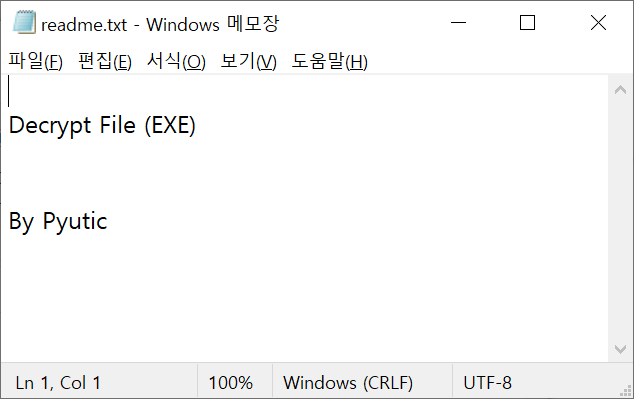 readme.txt - Windows 메모장
파일(F) 편집(E) 서식(O) 보기(V) 도움말(H)
Decrypt File (EXE)
By Pyutic
Ln 1, Col 1 100% Windows (CRLF) UTF-8